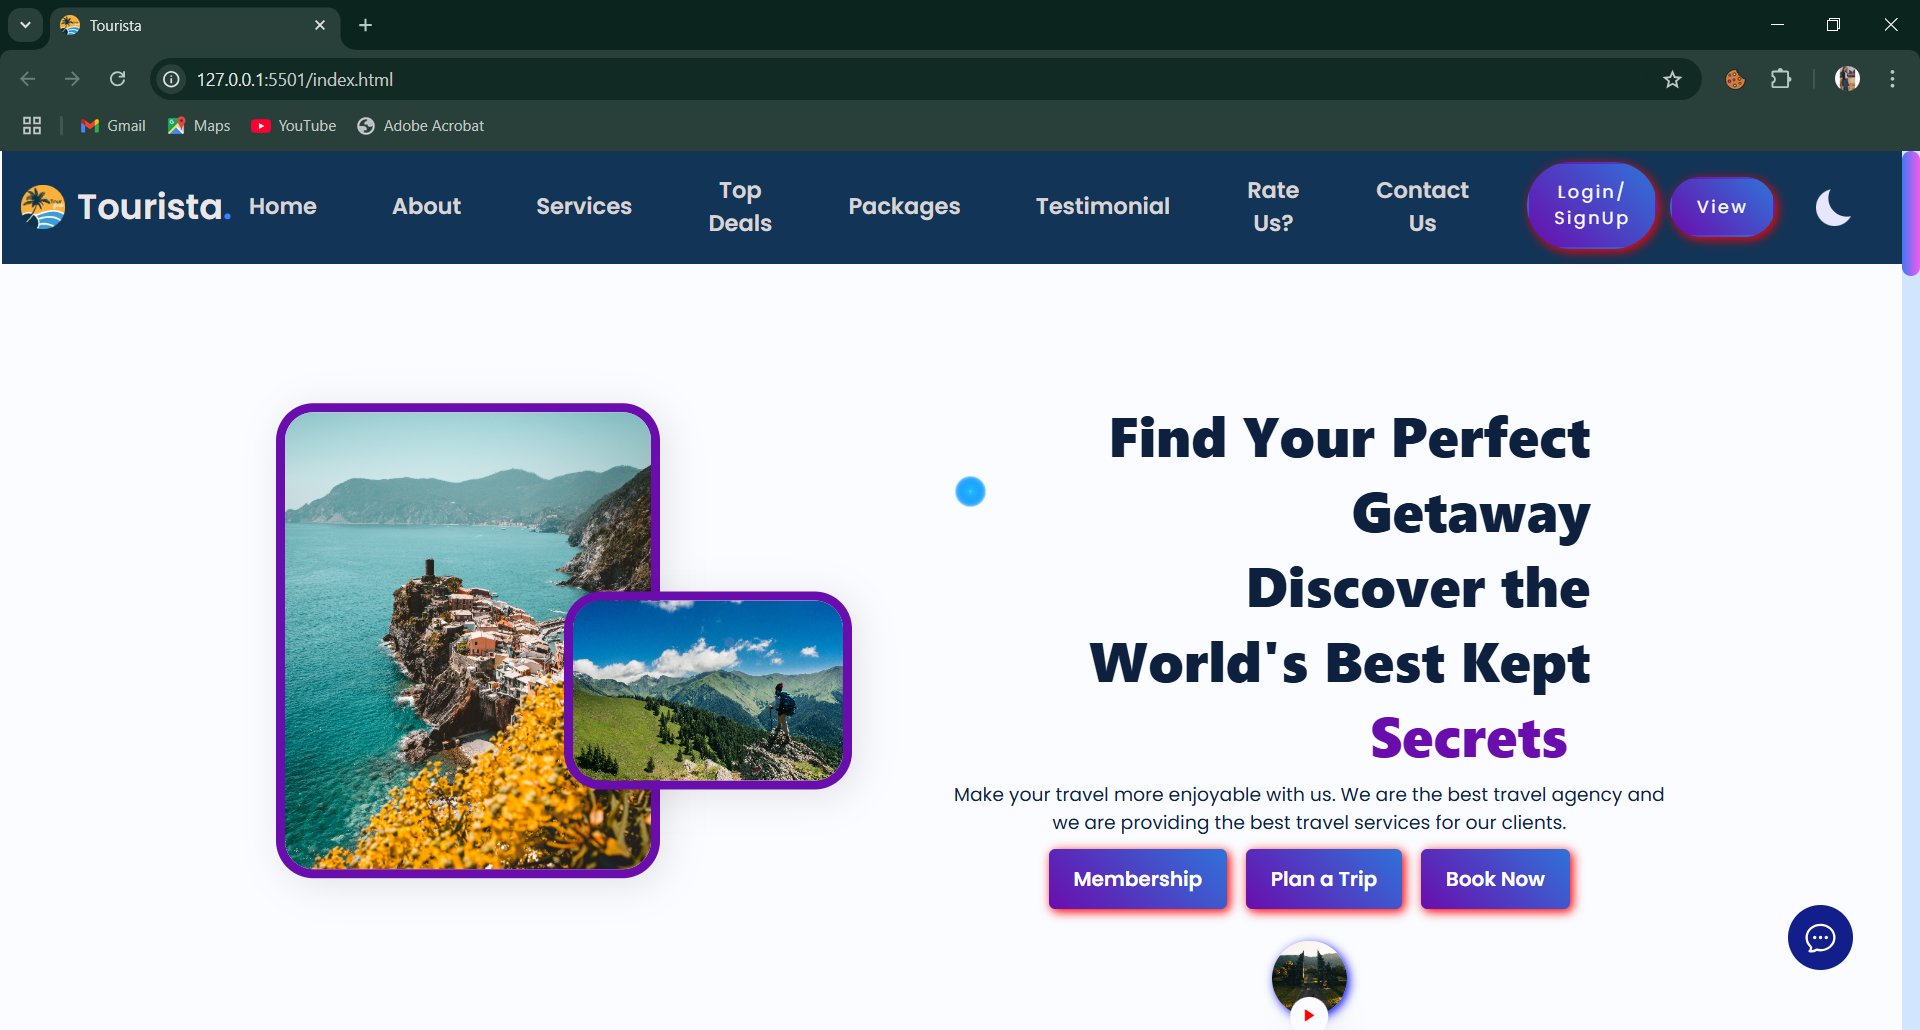 Tourista
127.0.0.1:5501/index.html
Gmail
Maps
YouTube
Adobe Acrobat
Tourista.
Home
About
Services
Top
Deals
Packages
Testimonial
Rate
Us?
Contact
Us
Login/
SignUp
View
Find Your Perfect
Getaway
Discover the
World's Best Kept
Secrets
Make your travel more enjoyable with us. We are the best travel agency and
we are providing the best travel services for our clients.
Membership
Plan a Trip
Book Now